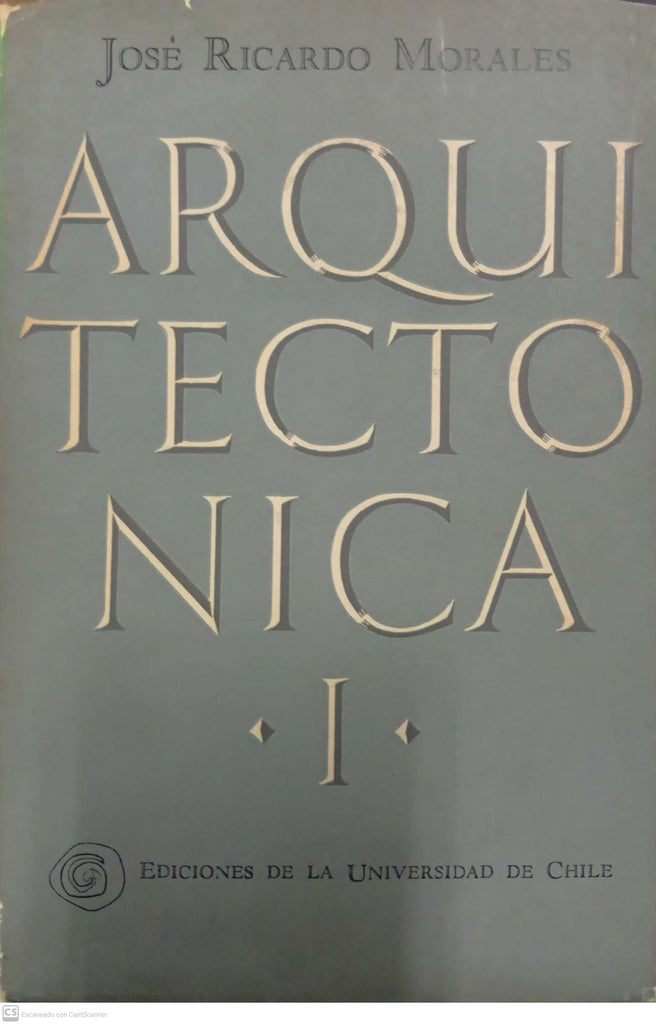 JOSÉ RICARDO MORALES
ARQUI
TECTO
NICA
· I ·
EDICIONES DE LA UNIVERSIDAD DE CHILE
CS Escaneado con CamScanner